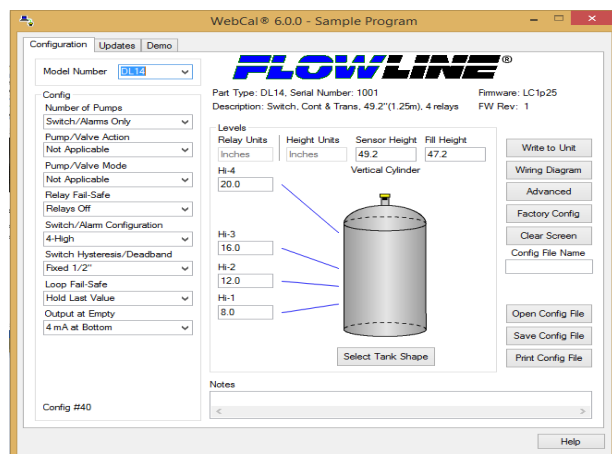 WebCal® 6.0.0 - Sample Program
Configuration Updates Demo
Model Number DL14
FLOWLINE®
Part Type: DL14, Serial Number: 1001 Firmware: LC1p25
Description: Switch, Cont & Trans, 49.2"(1.25m), 4 relays FW Rev: 1
Config
Number of Pumps
Switch/Alarms Only
Pump/Valve Action
Not Applicable
Pump/Valve Mode
Not Applicable
Relay Fail-Safe
Relays Off
Switch/Alarm Configuration
4-High
Switch Hysteresis/Deadband
Fixed 1/2"
Loop Fail-Safe
Hold Last Value
Output at Empty
4 mA at Bottom
Config #40
Levels
Relay Units Height Units Sensor Height Fill Height
Inches Inches 49.2 47.2
Hi-4 Vertical Cylinder
20.0
Hi-3
16.0
Hi-2
12.0
Hi-1
8.0
Select Tank Shape
Notes
Write to Unit
Wiring Diagram
Advanced
Factory Config
Clear Screen
Config File Name
Open Config File
Save Config File
Print Config File
Help